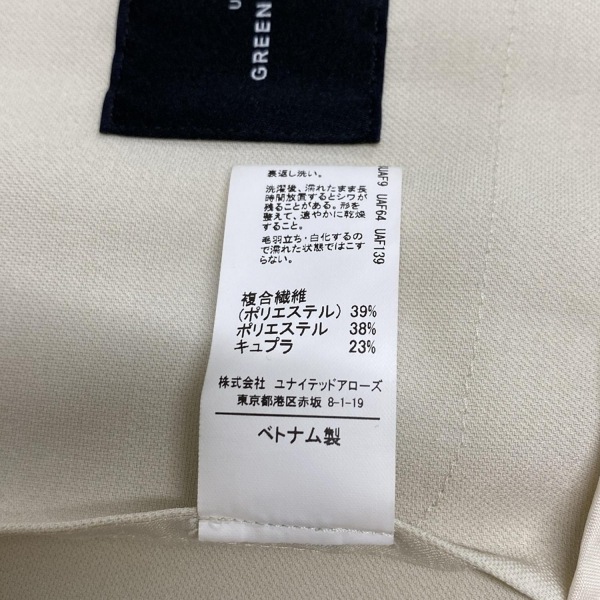 U
GREEN
裏返し洗い。
洗濯後、濡れたまま長
時間放置するとシワが
残ることがある。形を
整えて、速やかに乾燥
すること。
毛羽立ち・白化するの
で濡れた状態ではこす
らない。
UAF9 UAF64 UAF139
複合繊維
(ポリエステル) 39%
ポリエステル 38%
キュプラ 23%
株式会社 ユナイテッドアローズ
東京都港区赤坂 8-1-19
ベトナム製